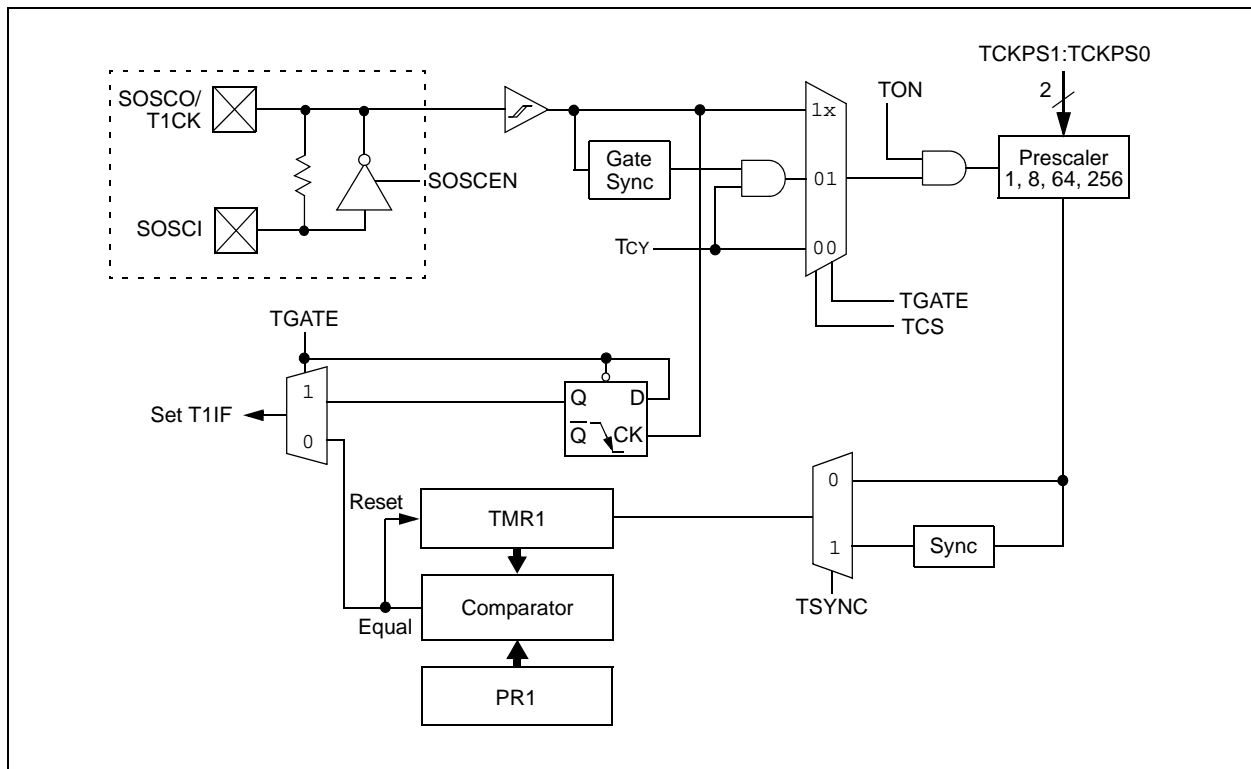 TCKPS1:TCKPS0
SOSCO/
T1CK
TON
2
1x
Prescaler
1, 8, 64, 256
Gate
Sync
SOSCEN
01
SOSCI
TCY
00
TGATE
TCS
TGATE
1
Q
D
Set T1IF
0
Q
CK
Reset
TMR1
0
1
Sync
Comparator
TSYNC
Equal
PR1